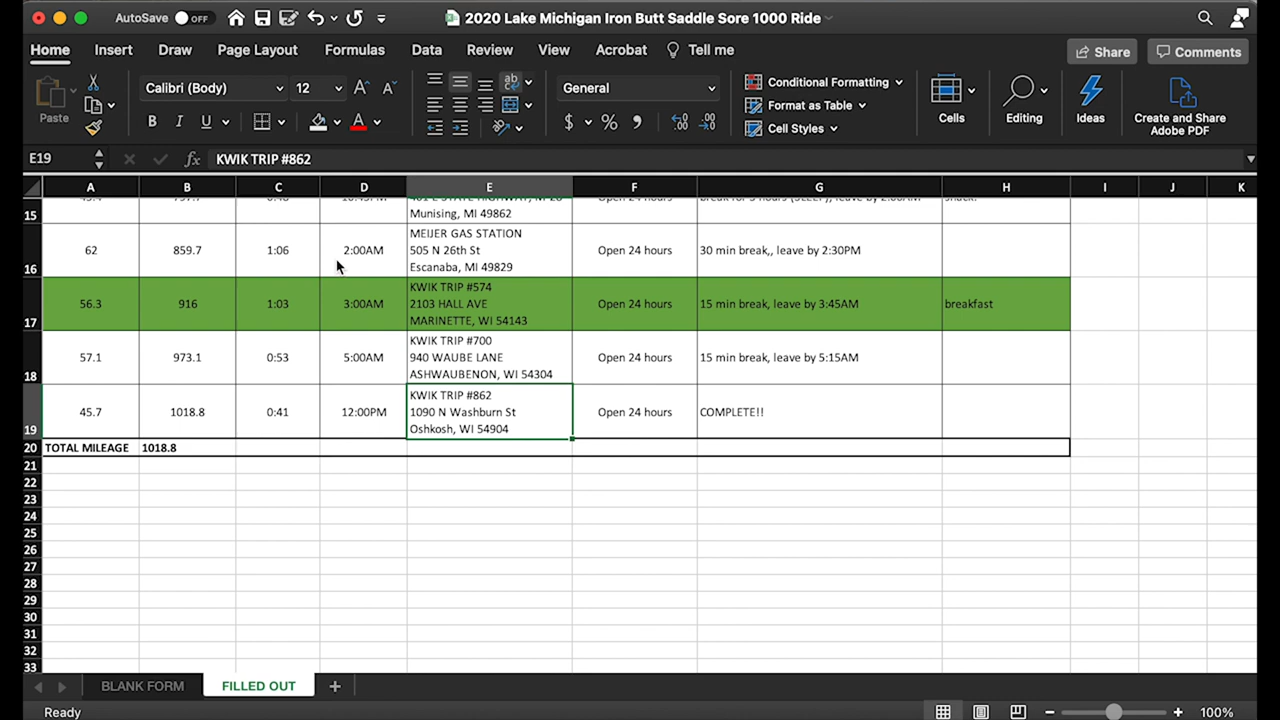 AutoSave OFF 2020 Lake Michigan Iron Butt Saddle Sore 1000 Ride
Home Insert Draw Page Layout Formulas Data Review View Acrobat Tell me Share Comments
Paste Calibri (Body) 12 General Conditional Formatting Format as Table Cell Styles Cells Editing Ideas Create and Share Adobe PDF
E19 fx KWIK TRIP #862
A B C D E F G H I J K
15 Munising, MI 49862
16 62 859.7 1:06 2:00AM MEIJER GAS STATION
505 N 26th St
Escanaba, MI 49829 Open 24 hours 30 min break,, leave by 2:30PM
17 56.3 916 1:03 3:00AM KWIK TRIP #574
2103 HALL AVE
MARINETTE, WI 54143 Open 24 hours 15 min break, leave by 3:45AM breakfast
18 57.1 973.1 0:53 5:00AM KWIK TRIP #700
940 WAUBE LANE
ASHWAUBENON, WI 54304 Open 24 hours 15 min break, leave by 5:15AM
19 45.7 1018.8 0:41 12:00PM KWIK TRIP #862
1090 N Washburn St
Oshkosh, WI 54904 Open 24 hours COMPLETE!!
20 TOTAL MILEAGE 1018.8
21
22
23
24
25
26
27
28
29
30
31
32
33
BLANK FORM FILLED OUT
Ready 100%